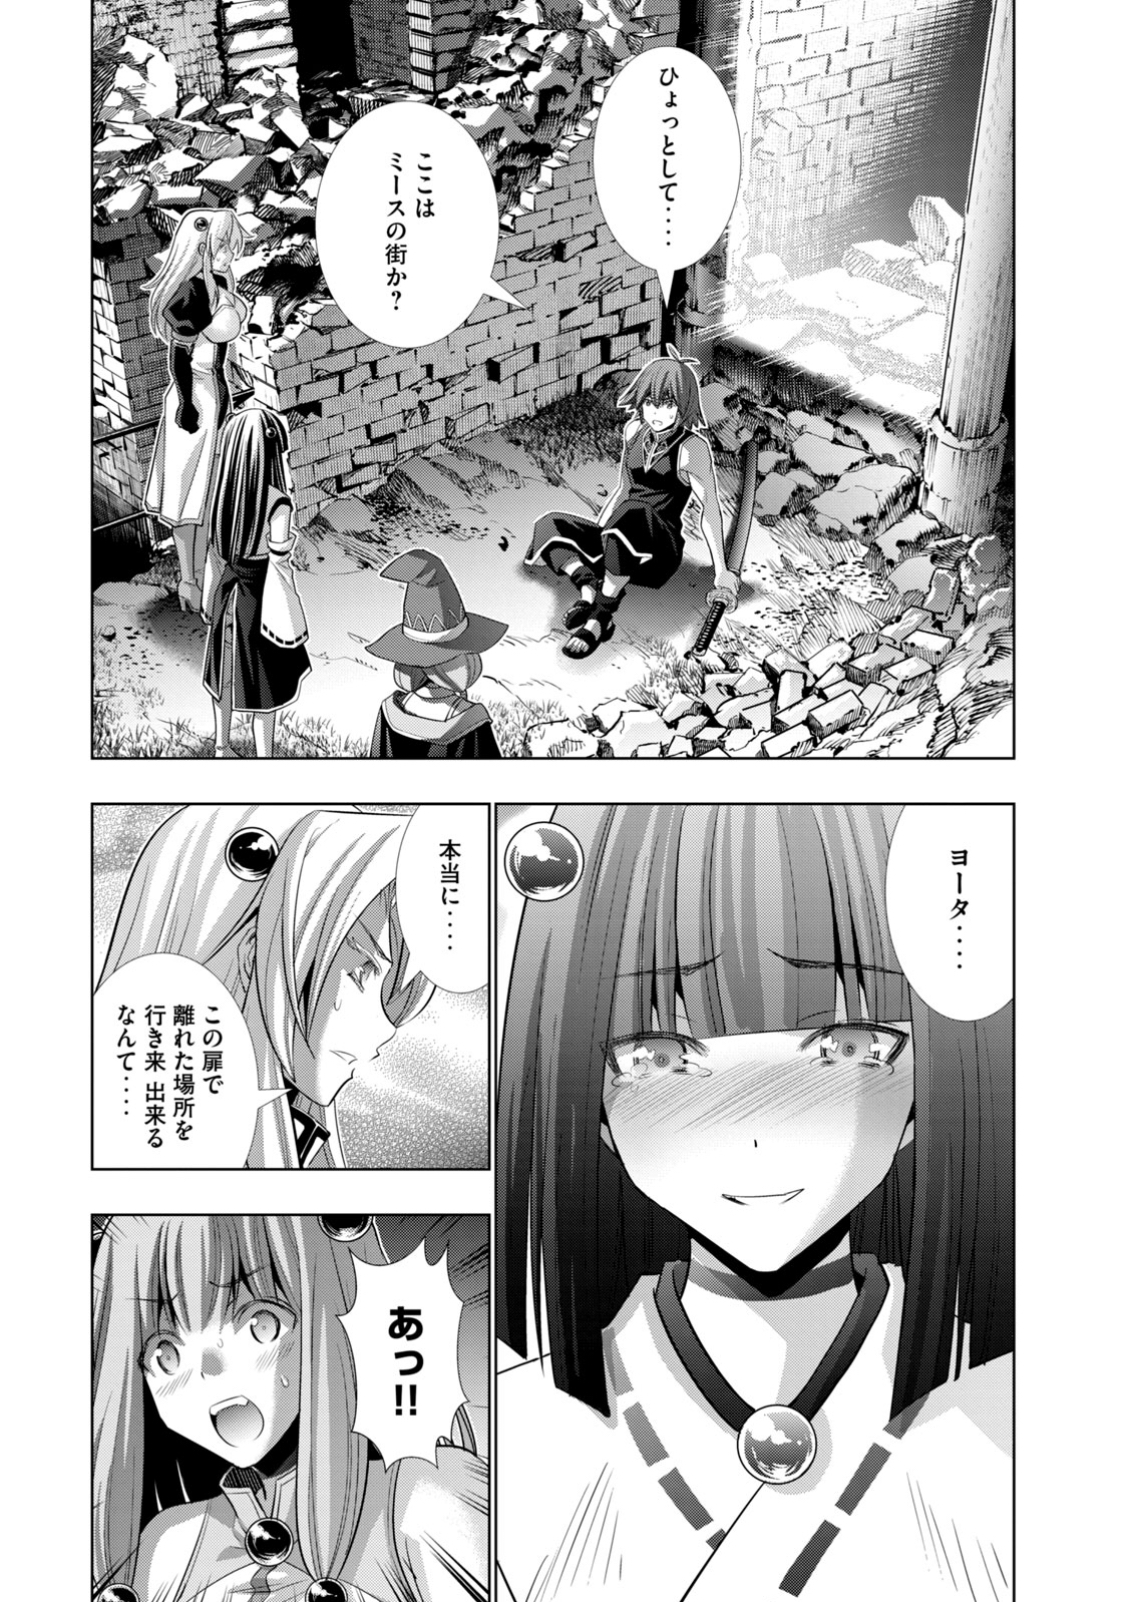 ひょっとして‥‥
ここは
ミースの街か?
ヨータ‥‥
本当に‥‥
この扉で
離れた場所を
行き来 出来る
なんて‥‥
あっ!!